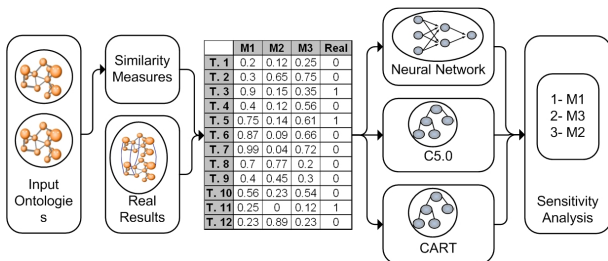 Input
Ontologie
s
Similarity
Measures
Real
Results
M1 M2 M3 Real
T. 1 0.2 0.12 0.25 0
T. 2 0.3 0.65 0.75 0
T. 3 0.9 0.15 0.35 1
T. 4 0.4 0.12 0.56 0
T. 5 0.75 0.14 0.61 1
T. 6 0.87 0.09 0.66 0
T. 7 0.99 0.04 0.72 0
T. 8 0.7 0.77 0.2 0
T. 9 0.4 0.45 0.3 0
T. 10 0.56 0.23 0.54 0
T. 11 0.25 0 0.12 1
T. 12 0.23 0.89 0.23 0
Neural Network
C5.0
CART
1- M1
2- M3
3- M2
Sensitivity
Analysis